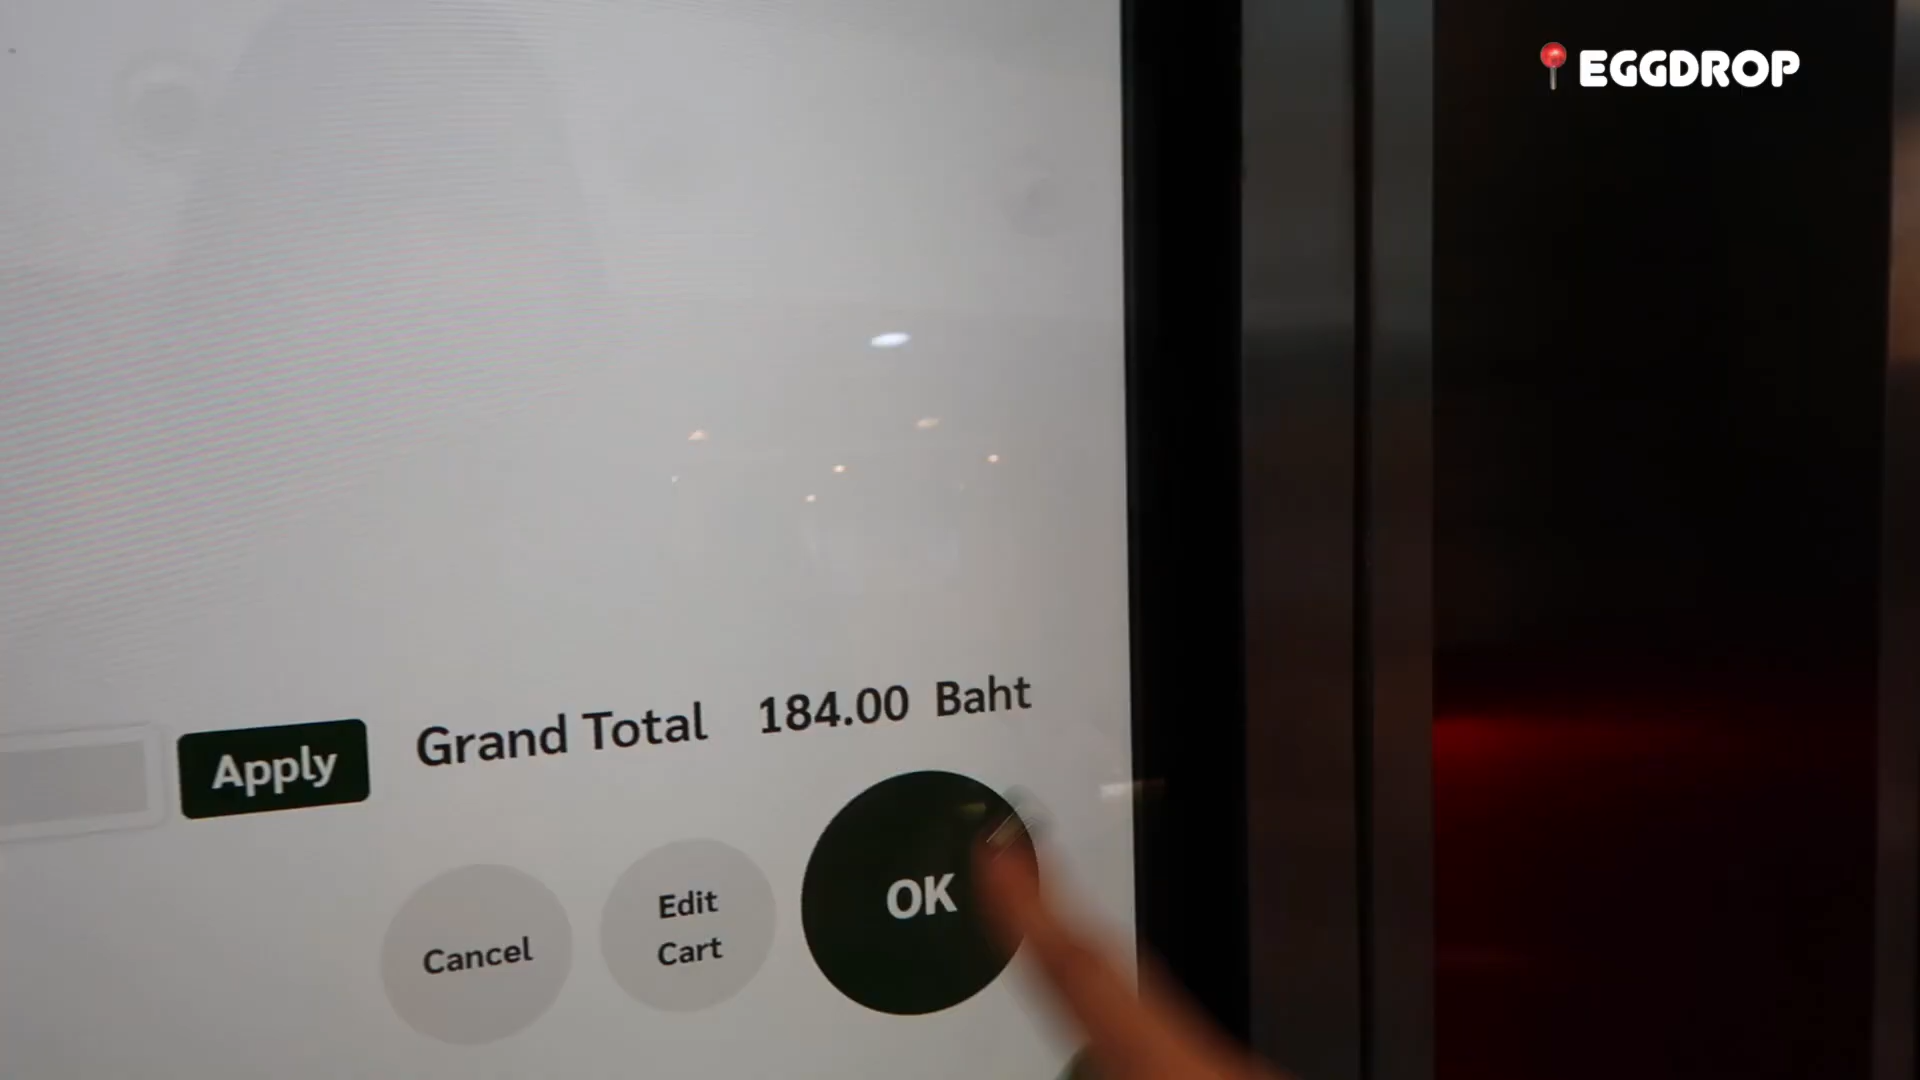 EGGDROP
Grand Total 184.00 Baht
Apply
Cancel
Edit
Cart
OK